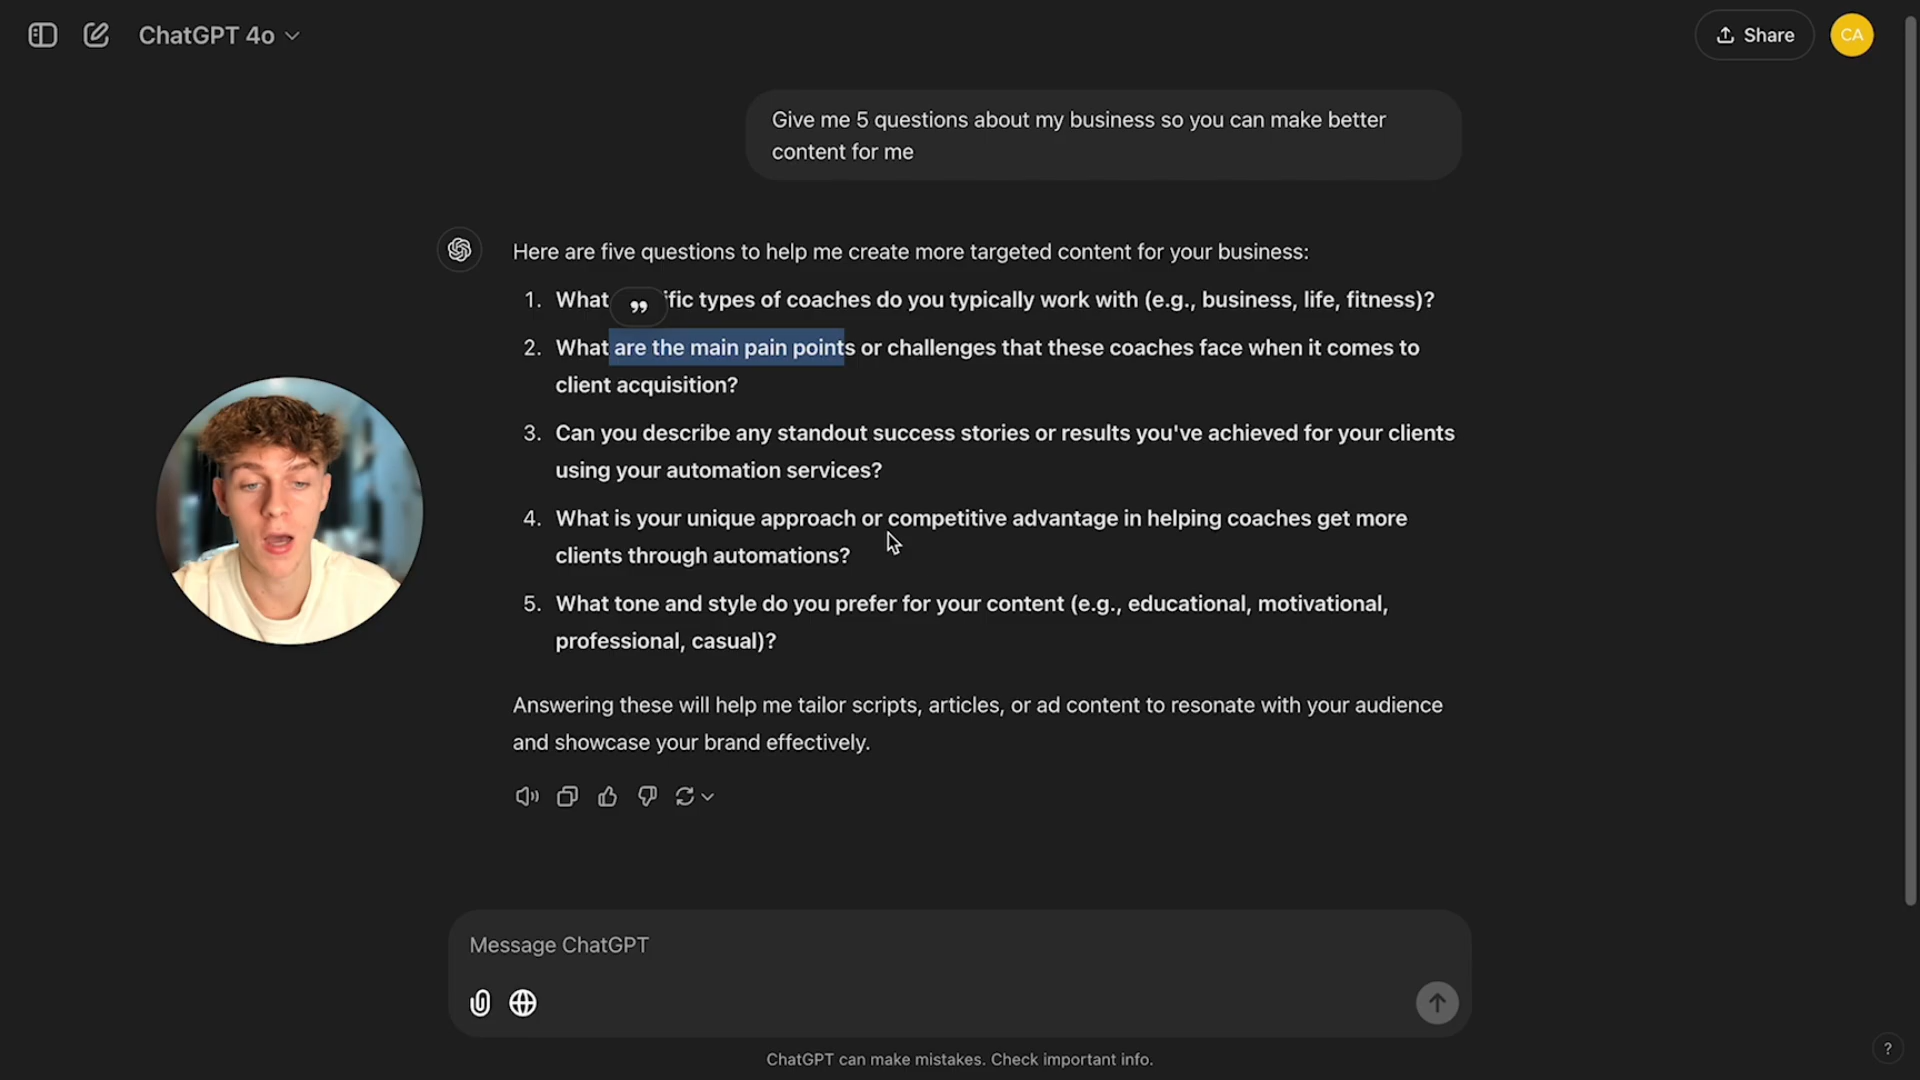 ChatGPT 4o
Share
CA
Give me 5 questions about my business so you can make better
content for me
Here are five questions to help me create more targeted content for your business:
1. What ific types of coaches do you typically work with (e.g., business, life, fitness)?
2. What are the main pain points or challenges that these coaches face when it comes to
client acquisition?
3. Can you describe any standout success stories or results you've achieved for your clients
using your automation services?
4. What is your unique approach or competitive advantage in helping coaches get more
clients through automations?
5. What tone and style do you prefer for your content (e.g., educational, motivational,
professional, casual)?
Answering these will help me tailor scripts, articles, or ad content to resonate with your audience
and showcase your brand effectively.
Message ChatGPT
ChatGPT can make mistakes. Check important info.
?